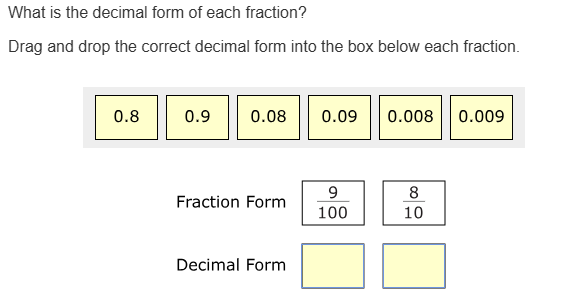 What is the decimal form of each fraction?
Drag and drop the correct decimal form into the box below each fraction.
0.8 0.9 0.08 0.09 0.008 0.009
Fraction Form 9/100 8/10
Decimal Form